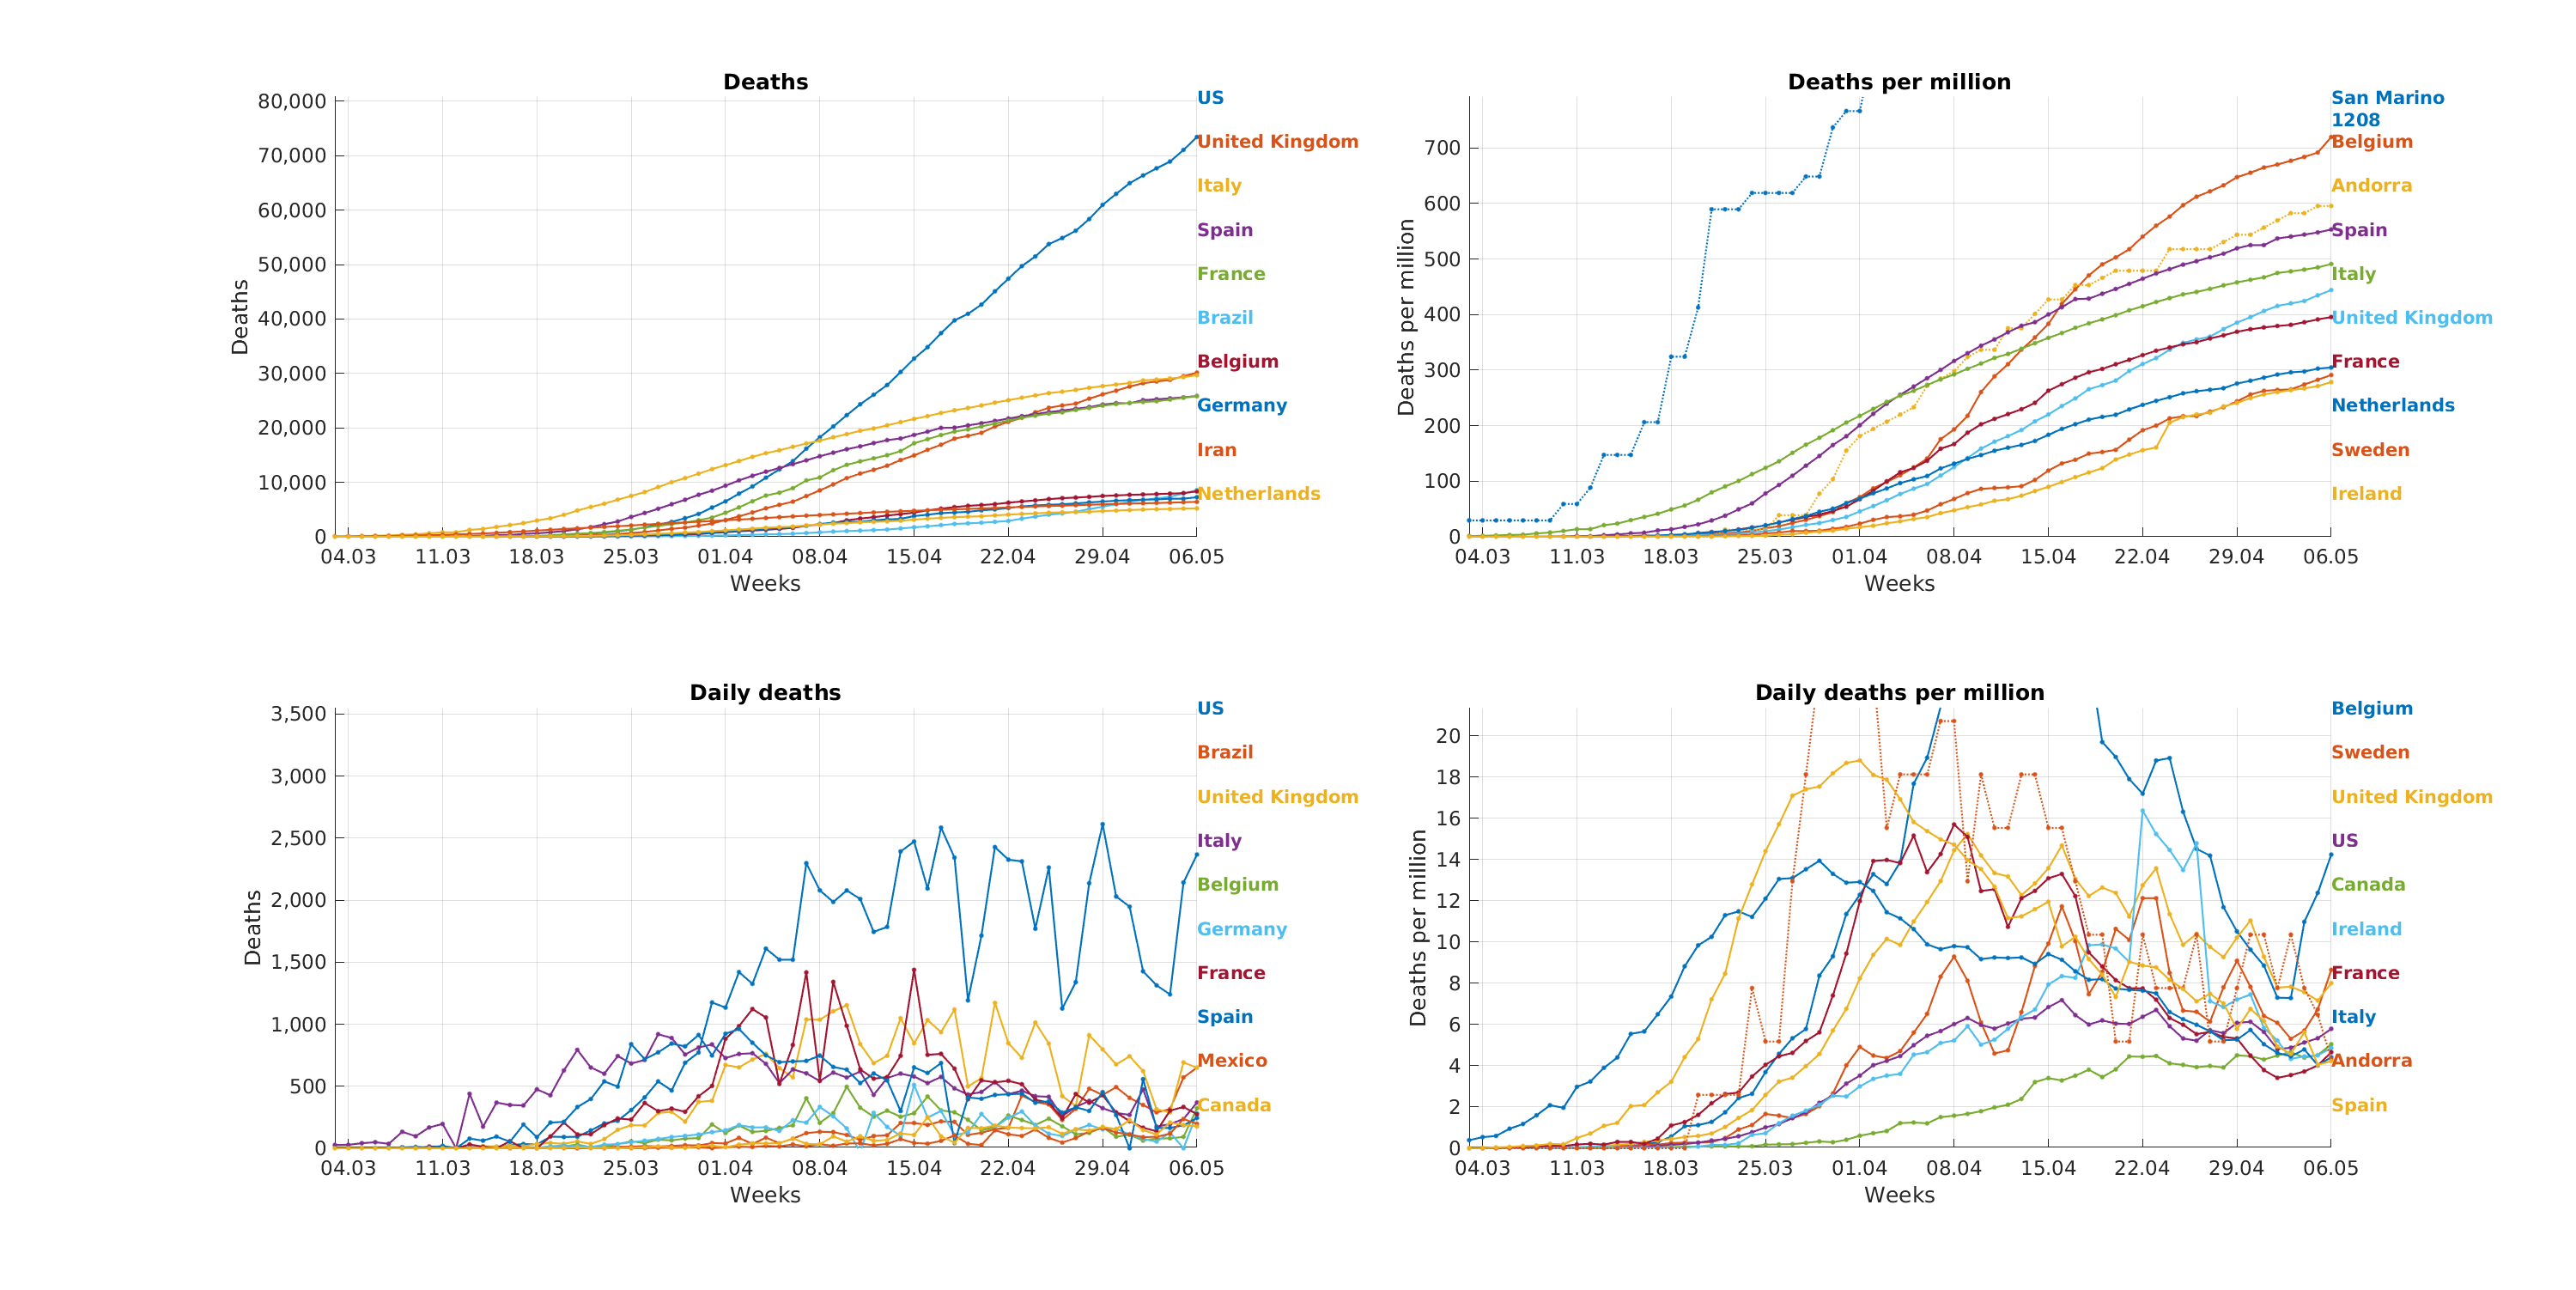 Deaths
80,000
70,000
60,000
50,000
40,000
30,000
20,000
10,000
0
Deaths
04.03 11.03 18.03 25.03 01.04 08.04 15.04 22.04 29.04 06.05
Weeks
US
United Kingdom
Italy
Spain
France
Brazil
Belgium
Germany
Iran
Netherlands
Deaths per million
700
600
500
400
300
200
100
0
Deaths per million
04.03 11.03 18.03 25.03 01.04 08.04 15.04 22.04 29.04 06.05
Weeks
San Marino
1208
Belgium
Andorra
Spain
Italy
United Kingdom
France
Netherlands
Sweden
Ireland
Daily deaths
3,500
3,000
2,500
2,000
1,500
1,000
500
0
Deaths
04.03 11.03 18.03 25.03 01.04 08.04 15.04 22.04 29.04 06.05
Weeks
US
Brazil
United Kingdom
Italy
Belgium
Germany
France
Spain
Mexico
Canada
Daily deaths per million
20
18
16
14
12
10
8
6
4
2
0
Deaths per million
04.03 11.03 18.03 25.03 01.04 08.04 15.04 22.04 29.04 06.05
Weeks
Belgium
Sweden
United Kingdom
US
Canada
Ireland
France
Italy
Andorra
Spain